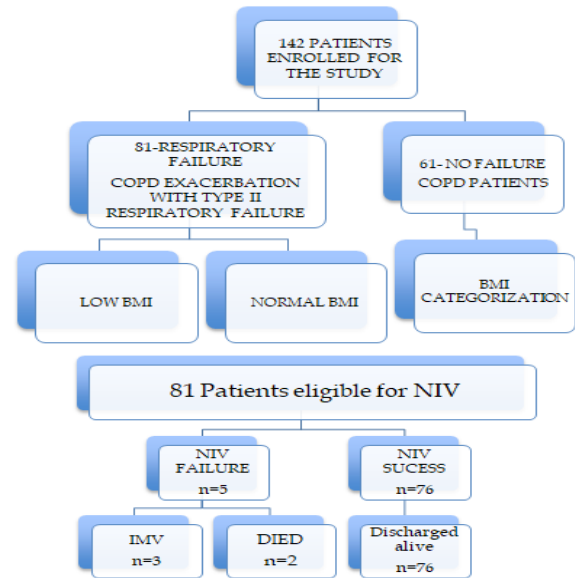 142 PATIENTS
ENROLLED FOR
THE STUDY
81-RESPIRATORY
FAILURE
COPD EXACERBATION
WITH TYPE II
RESPIRATORY FAILURE
61- NO FAILURE
COPD PATIENTS
LOW BMI
NORMAL BMI
BMI
CATEGORIZATION
81 Patients eligible for NIV
NIV
FAILURE
n=5
NIV
SUCESS
n=76
IMV
n=3
DIED
n=2
Discharged
alive
n=76